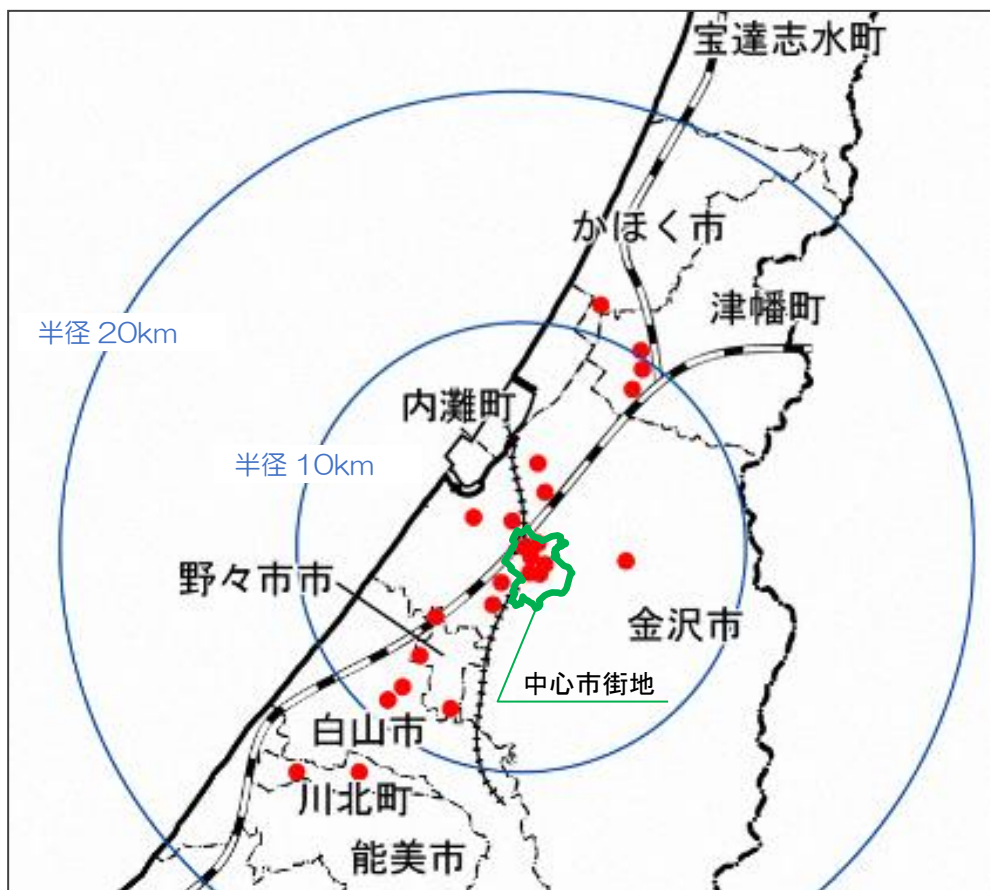 宝達志水町
かほく市
津幡町
半径 20km
内灘町
半径 10km
野々市市
金沢市
中心市街地
白山市
川北町
能美市